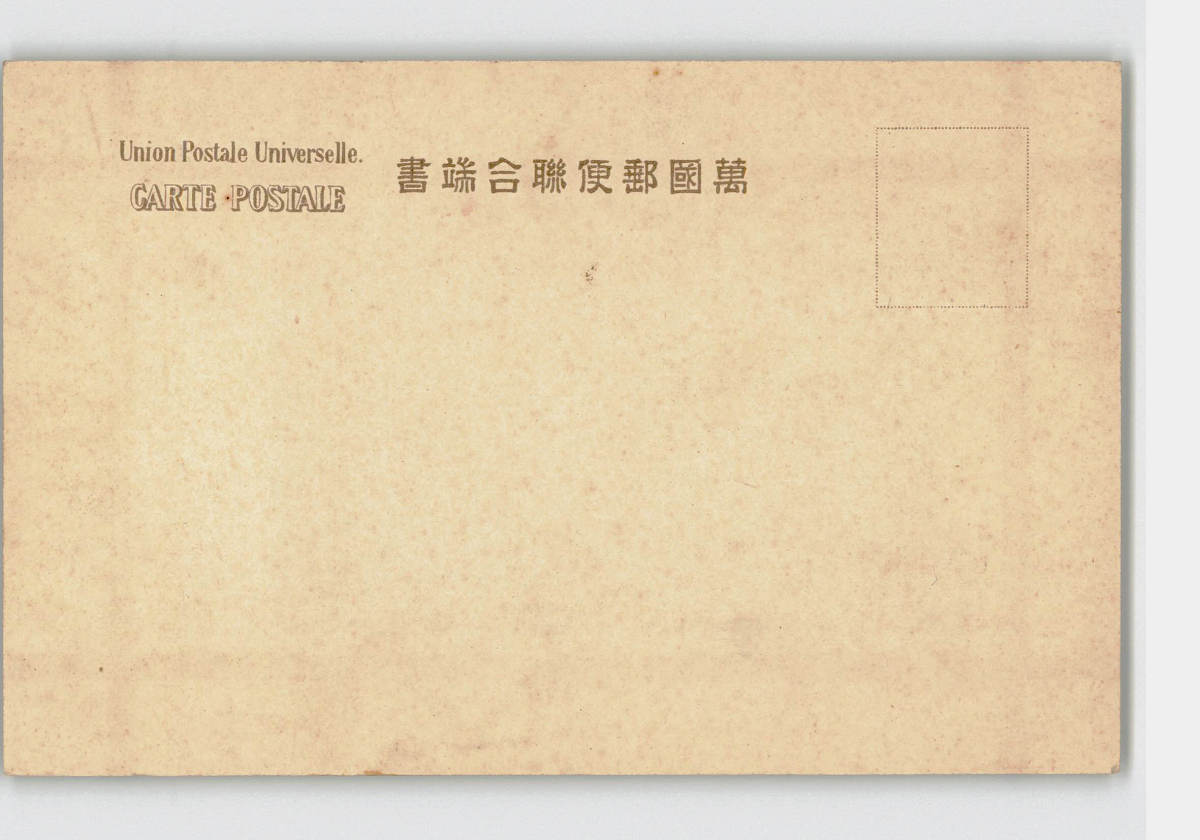 Union Postale Universelle.
CARTE POSTALE
萬國郵便聯合端書